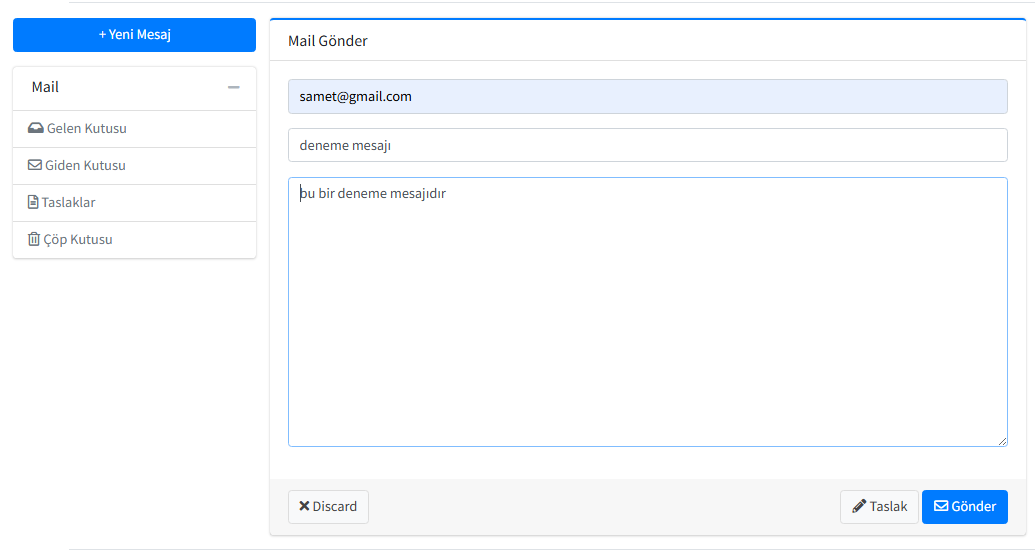 + Yeni Mesaj
Mail
Gelen Kutusu
Giden Kutusu
Taslaklar
Çöp Kutusu
Mail Gönder
samet@gmail.com
deneme mesajı
bu bir deneme mesajıdır
Discard
Taslak
Gönder